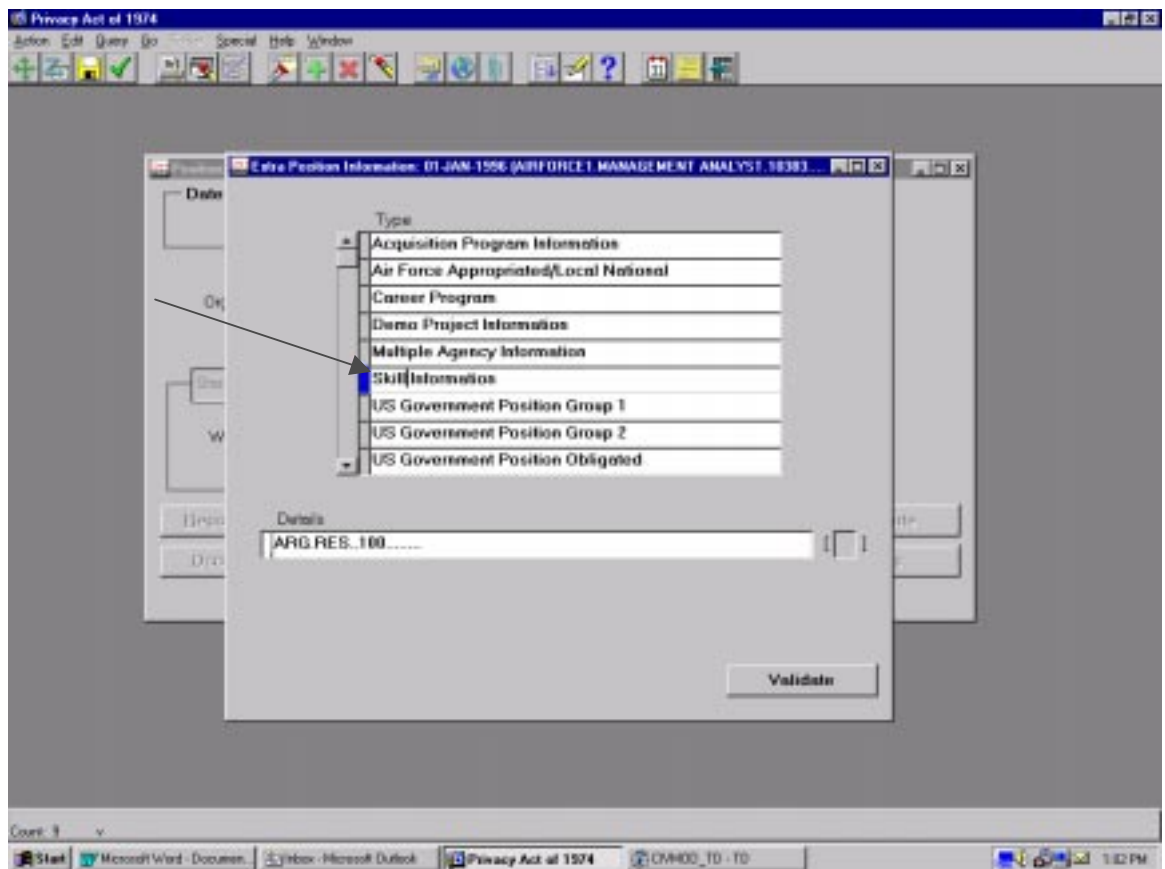 Privacy Act of 1974
Action Edit Query Go Special Help Window
Extra Position Information: 01-JAN-1996 (AIRFORCE1.MANAGEMENT ANALYST.10383...
Date
Type
Acquisition Program Information
Air Force Appropriated/Local National
Career Program
Demo Project Information
Multiple Agency Information
Skill Information
US Government Position Group 1
US Government Position Group 2
US Government Position Obligated
Details
ARG.RES..100.......
[ ]
Validate
Count: 9 v
Start Microsoft Word - Documen... Inbox - Microsoft Outlook Privacy Act of 1974 CIVMOD_TO - TO 1:02 PM